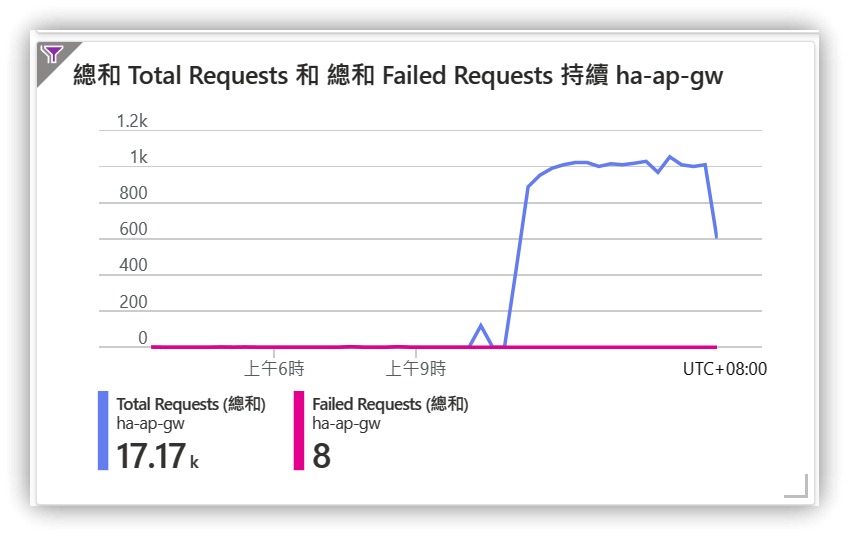 總和 Total Requests 和 總和 Failed Requests 持續 ha-ap-gw
1.2k
1k
800
600
400
200
0
上午6時
上午9時
UTC+08:00
Total Requests (總和)
ha-ap-gw
17.17 k
Failed Requests (總和)
ha-ap-gw
8